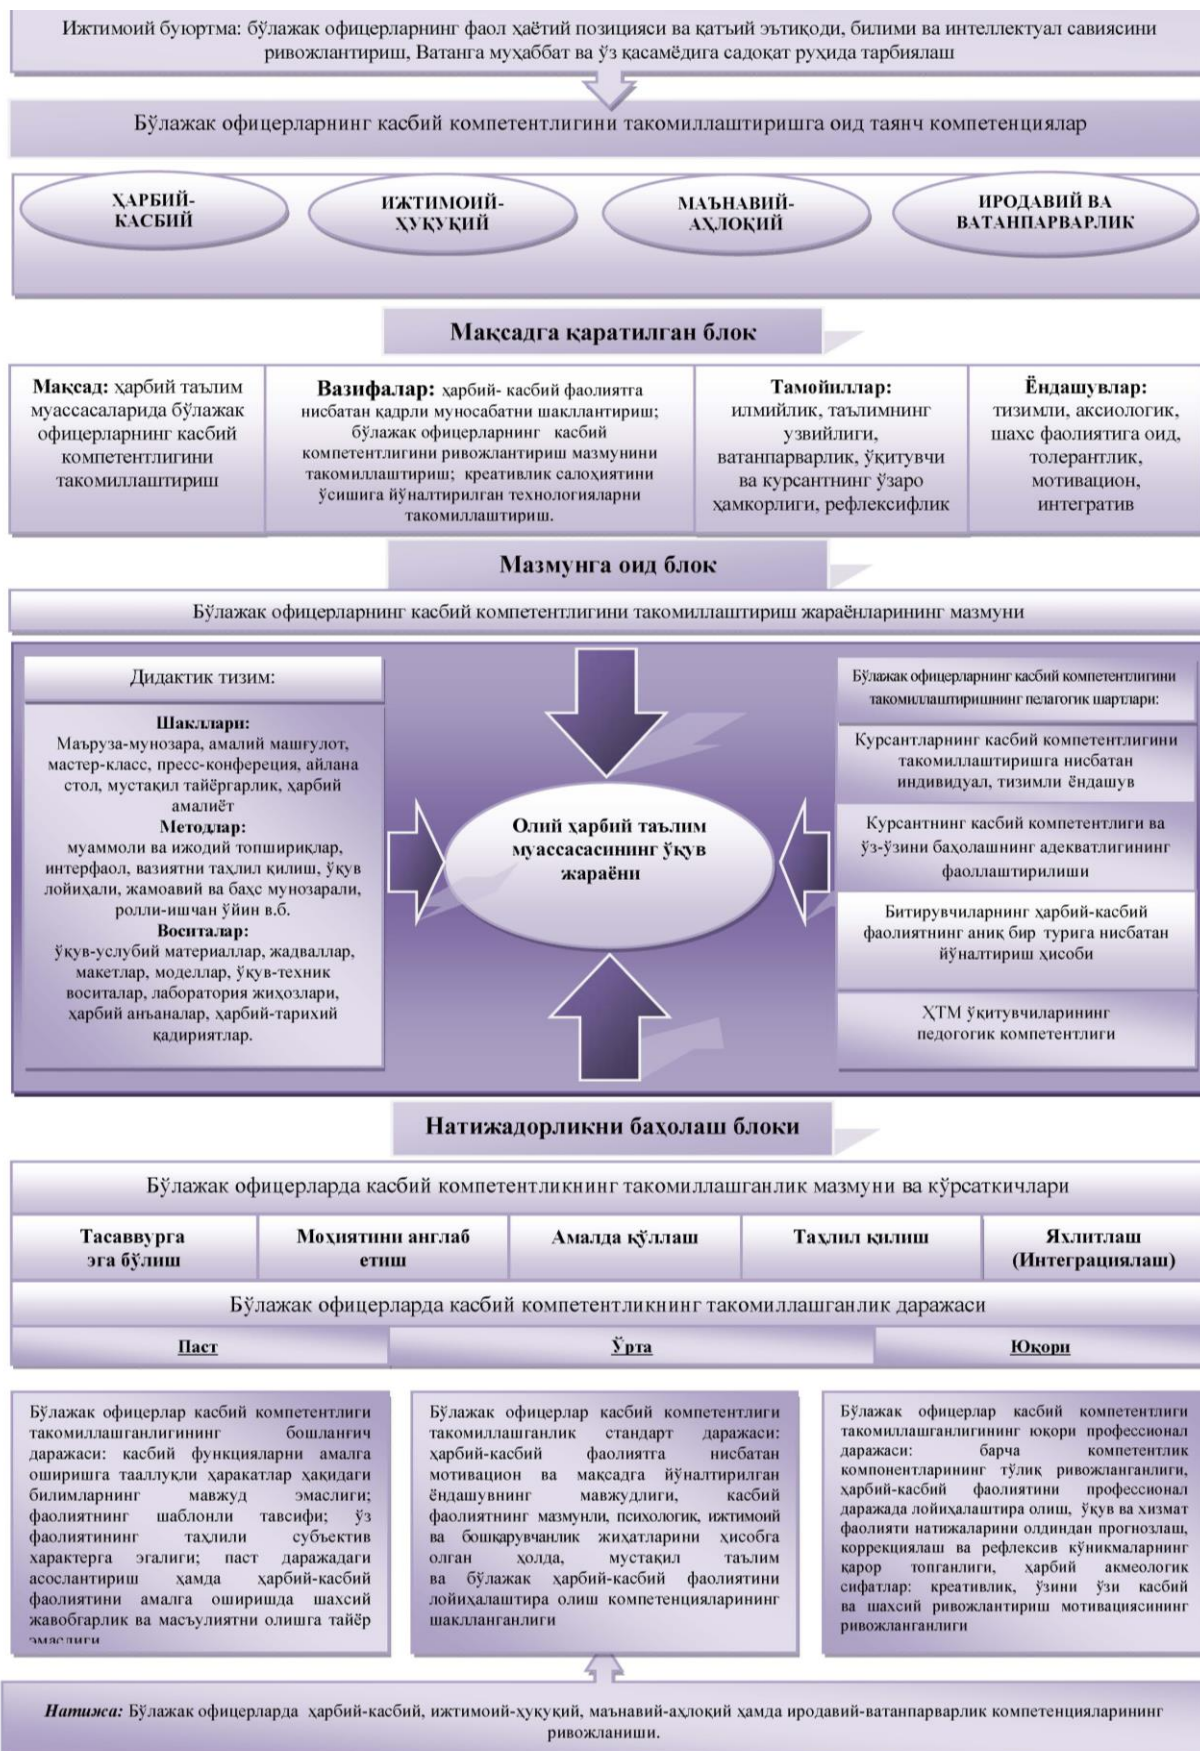 Ижтимоий буюртма: бўлажак офицерларнинг фаол ҳаётий позицияси ва қатъий эътиқоди, билими ва интеллектуал савиясини
ривожлантириш, Ватанга муҳаббат ва ўз қасамёдига садоқат руҳида тарбиялаш
Бўлажак офицерларнинг касбий компетентлигини такомиллаштиришга оид таянч компетенциялар
ҲАРБИЙ-
КАСБИЙ
ИЖТИМОИЙ-
ҲУҚУҚИЙ
МАЪНАВИЙ-
АҲЛОҚИЙ
ИРОДАВИЙ ВА
ВАТАНПАРВАРЛИК
Мақсадга қаратилган блок
Мақсад: ҳарбий таълим
муассасаларида бўлажак
офицерларнинг касбий
компетентлигини
такомиллаштириш
Вазифалар: ҳарбий- касбий фаолиятга
нисбатан қадрли муносабатни шакллантириш;
бўлажак офицерларнинг касбий
компетентлигини ривожлантириш мазмунини
такомиллаштириш; креативлик салоҳиятини
ўсишига йўналтирилган технологияларни
такомиллаштириш.
Тамойиллар:
илмийлик, таълимнинг
узвийлиги,
ватанпарварлик, ўқитувчи
ва курсантнинг ўзаро
ҳамкорлиги, рефлексифлик
Ёндашувлар:
тизимли, аксиологик,
шахс фаолиятига оид,
толерантлик,
мотивацион,
интегратив
Мазмунга оид блок
Бўлажак офицерларнинг касбий компетентлигини такомиллаштириш жараёнларининг мазмуни
Дидактик тизим:
Шакллари:
Маъруза-мунозара, амалий машғулот,
мастер-класс, пресс-конфереция, айлана
стол, мустақил тайёргарлик, ҳарбий
амалиёт
Методлар:
муаммоли ва ижодий топшириқлар,
интерфаол, вазиятни таҳлил қилиш, ўқув
лойиҳали, жамоавий ва баҳс мунозарали,
ролли-ишчан ўйин в.б.
Воситалар:
ўқув-услубий материаллар, жадваллар,
макетлар, моделлар, ўқув-техник
воситалар, лаборатория жиҳозлари,
ҳарбий анъаналар, ҳарбий-тарихий
қадириятлар.
Олий ҳарбий таълим
муассасасининг ўқув
жараёни
Бўлажак офицерларнинг касбий компетентлигини
такомиллаштиришнинг пелагогик шартлари:
Курсантларнинг касбий компетентлигини
такомиллаштиришга нисбатан
индивидуал, тизимли ёндашув
Курсантнинг касбий компетентлиги ва
ўз-ўзини баҳолашнинг адекватлигининг
фаоллаштирилиши
Битирувчиларнинг ҳарбий-касбий
фаолиятнинг аниқ бир турига нисбатан
йўналтириш ҳисоби
ҲТМ ўқитувчиларининг
педогогик компетентлиги
Натижадорликни баҳолаш блоки
Бўлажак офицерларда касбий компетентликнинг такомиллашганлик мазмуни ва кўрсаткичлари
Тасаввурга
эга бўлиш
Моҳиятини англаб
етиш
Амалда қўллаш
Таҳлил қилиш
Яхлитлаш
(Интеграциялаш)
Бўлажак офицерларда касбий компетентликнинг такомиллашганлик даражаси
Паст
Ўрта
Юқори
Бўлажак офицерлар касбий компетентлиги
такомиллашганлигининг бошланғич
даражаси: касбий функцияларни амалга
оширишга тааллуқли ҳаракатлар ҳақидаги
билимларнинг мавжуд эмаслиги;
фаолиятнинг шаблонли тавсифи; ўз
фаолиятининг таҳлили субъектив
характерга эгалиги; паст даражадаги
асослантириш ҳамда ҳарбий-касбий
фаолиятини амалга оширишда шахсий
жавобгарлик ва масъулиятни олишга тайёр
эмаслиги
Бўлажак офицерлар касбий компетентлиги
такомиллашганлик стандарт даражаси:
ҳарбий-касбий фаолиятга нисбатан
мотивацион ва мақсадга йўналтирилган
ёндашувнинг мавжудлиги, касбий
фаолиятнинг мазмунли, психологик, ижтимоий
ва бошқарувчанлик жиҳатларини ҳисобга
олган ҳолда, мустақил таълим
ва бўлажак ҳарбий-касбий фаолиятини
лойиҳалаштира олиш компетенцияларининг
шаклланганлиги
Бўлажак офицерлар касбий компетентлиги
такомиллашганлигининг юқори профессионал
даражаси: барча компетентлик
компонентларининг тўлиқ ривожланганлиги,
ҳарбий-касбий фаолиятини профессионал
даражада лойиҳалаштира олиш, ўқув ва хизмат
фаолияти натижаларини олдиндан прогнозлаш,
коррекциялаш ва рефлексив кўникмаларнинг
қарор топганлиги, ҳарбий акмеологик
сифатлар: креативлик, ўзини ўзи касбий
ва шахсий ривожлантириш мотивациясининг
ривожланганлиги
Натижа: Бўлажак офицерларда ҳарбий-касбий, ижтимоий-ҳуқуқий, маънавий-аҳлоқий ҳамда иродавий-ватанпарварлик компетенцияларининг
ривожланиши.